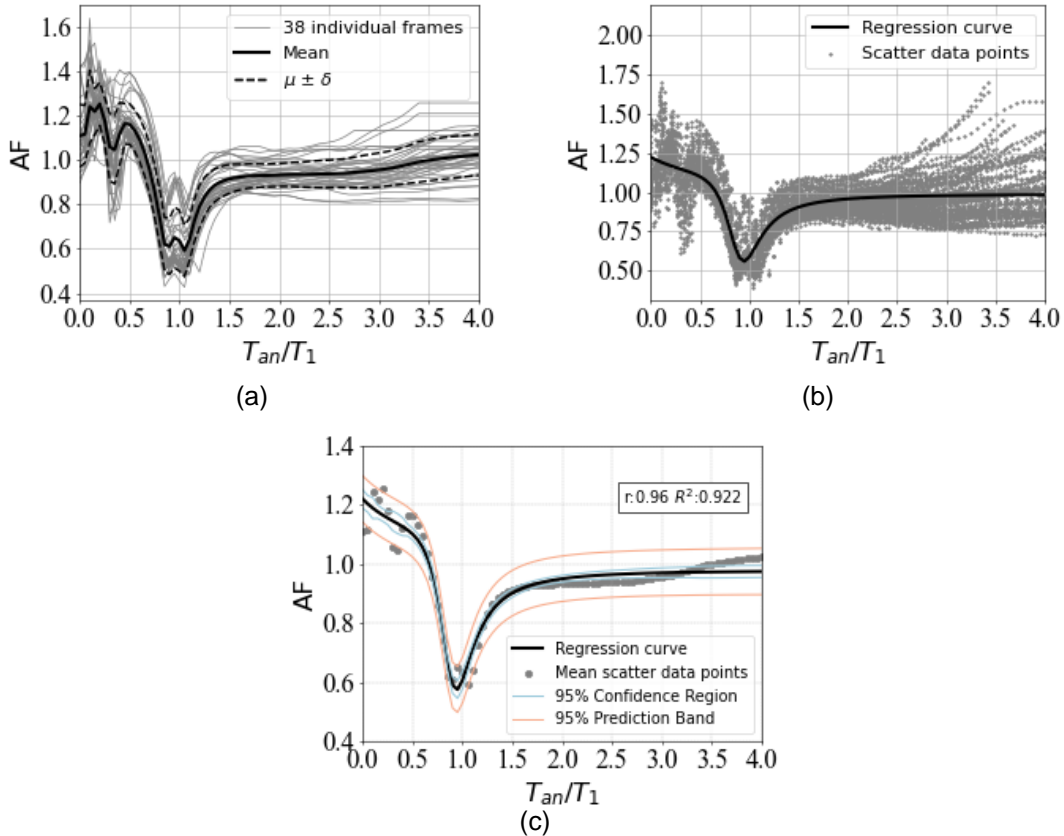 1.6
1.4
1.2
1.0
0.8
0.6
0.4
AF
38 individual frames
Mean
μ ± δ
0.0 0.5 1.0 1.5 2.0 2.5 3.0 3.5 4.0
T_an/T_1
(a)
2.00
1.75
1.50
1.25
1.00
0.75
0.50
AF
Regression curve
Scatter data points
0.0 0.5 1.0 1.5 2.0 2.5 3.0 3.5 4.0
T_an/T_1
(b)
1.4
1.2
1.0
0.8
0.6
0.4
AF
r:0.96 R²:0.922
Regression curve
Mean scatter data points
95% Confidence Region
95% Prediction Band
0.0 0.5 1.0 1.5 2.0 2.5 3.0 3.5 4.0
T_an/T_1
(c)